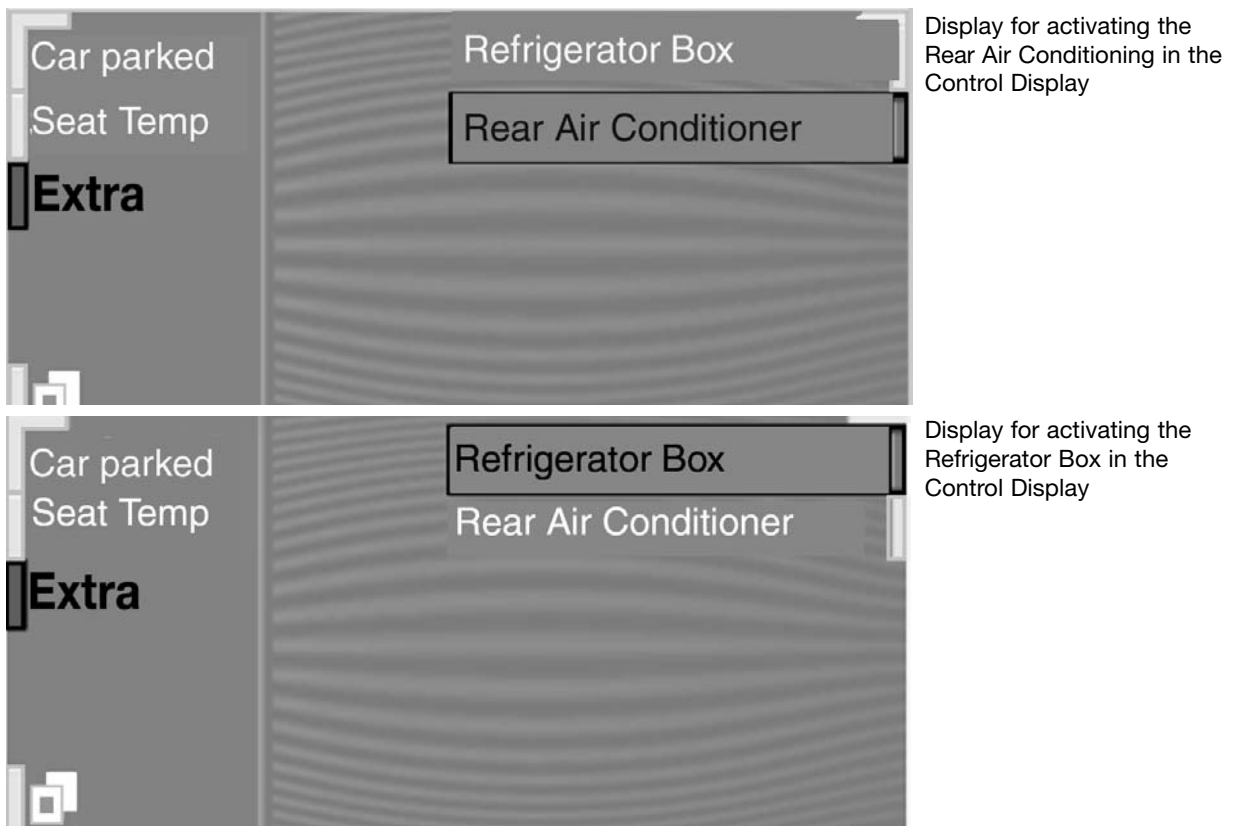 Car parked
Seat Temp
Extra
Refrigerator Box
Rear Air Conditioner
Display for activating the
Rear Air Conditioning in the
Control Display
Car parked
Seat Temp
Extra
Refrigerator Box
Rear Air Conditioner
Display for activating the
Refrigerator Box in the
Control Display